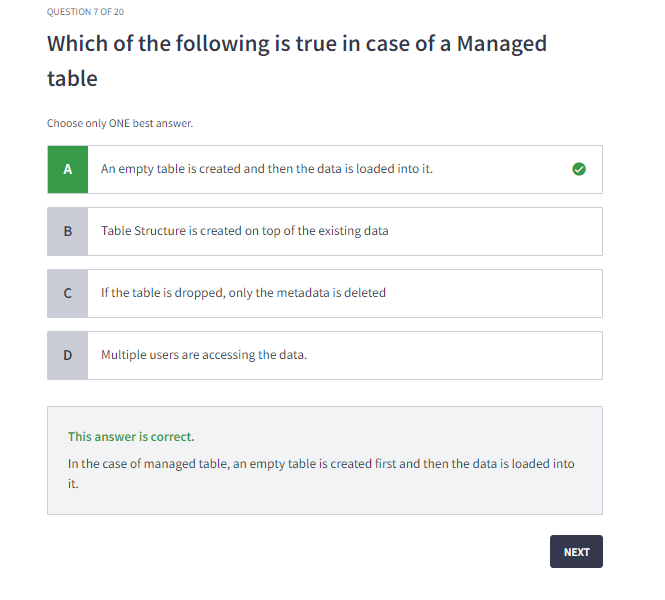 QUESTION 7 OF 20
Which of the following is true in case of a Managed
table
Choose only ONE best answer.
A An empty table is created and then the data is loaded into it.
B Table Structure is created on top of the existing data
C If the table is dropped, only the metadata is deleted
D Multiple users are accessing the data.
This answer is correct.
In the case of managed table, an empty table is created first and then the data is loaded into
it.
NEXT